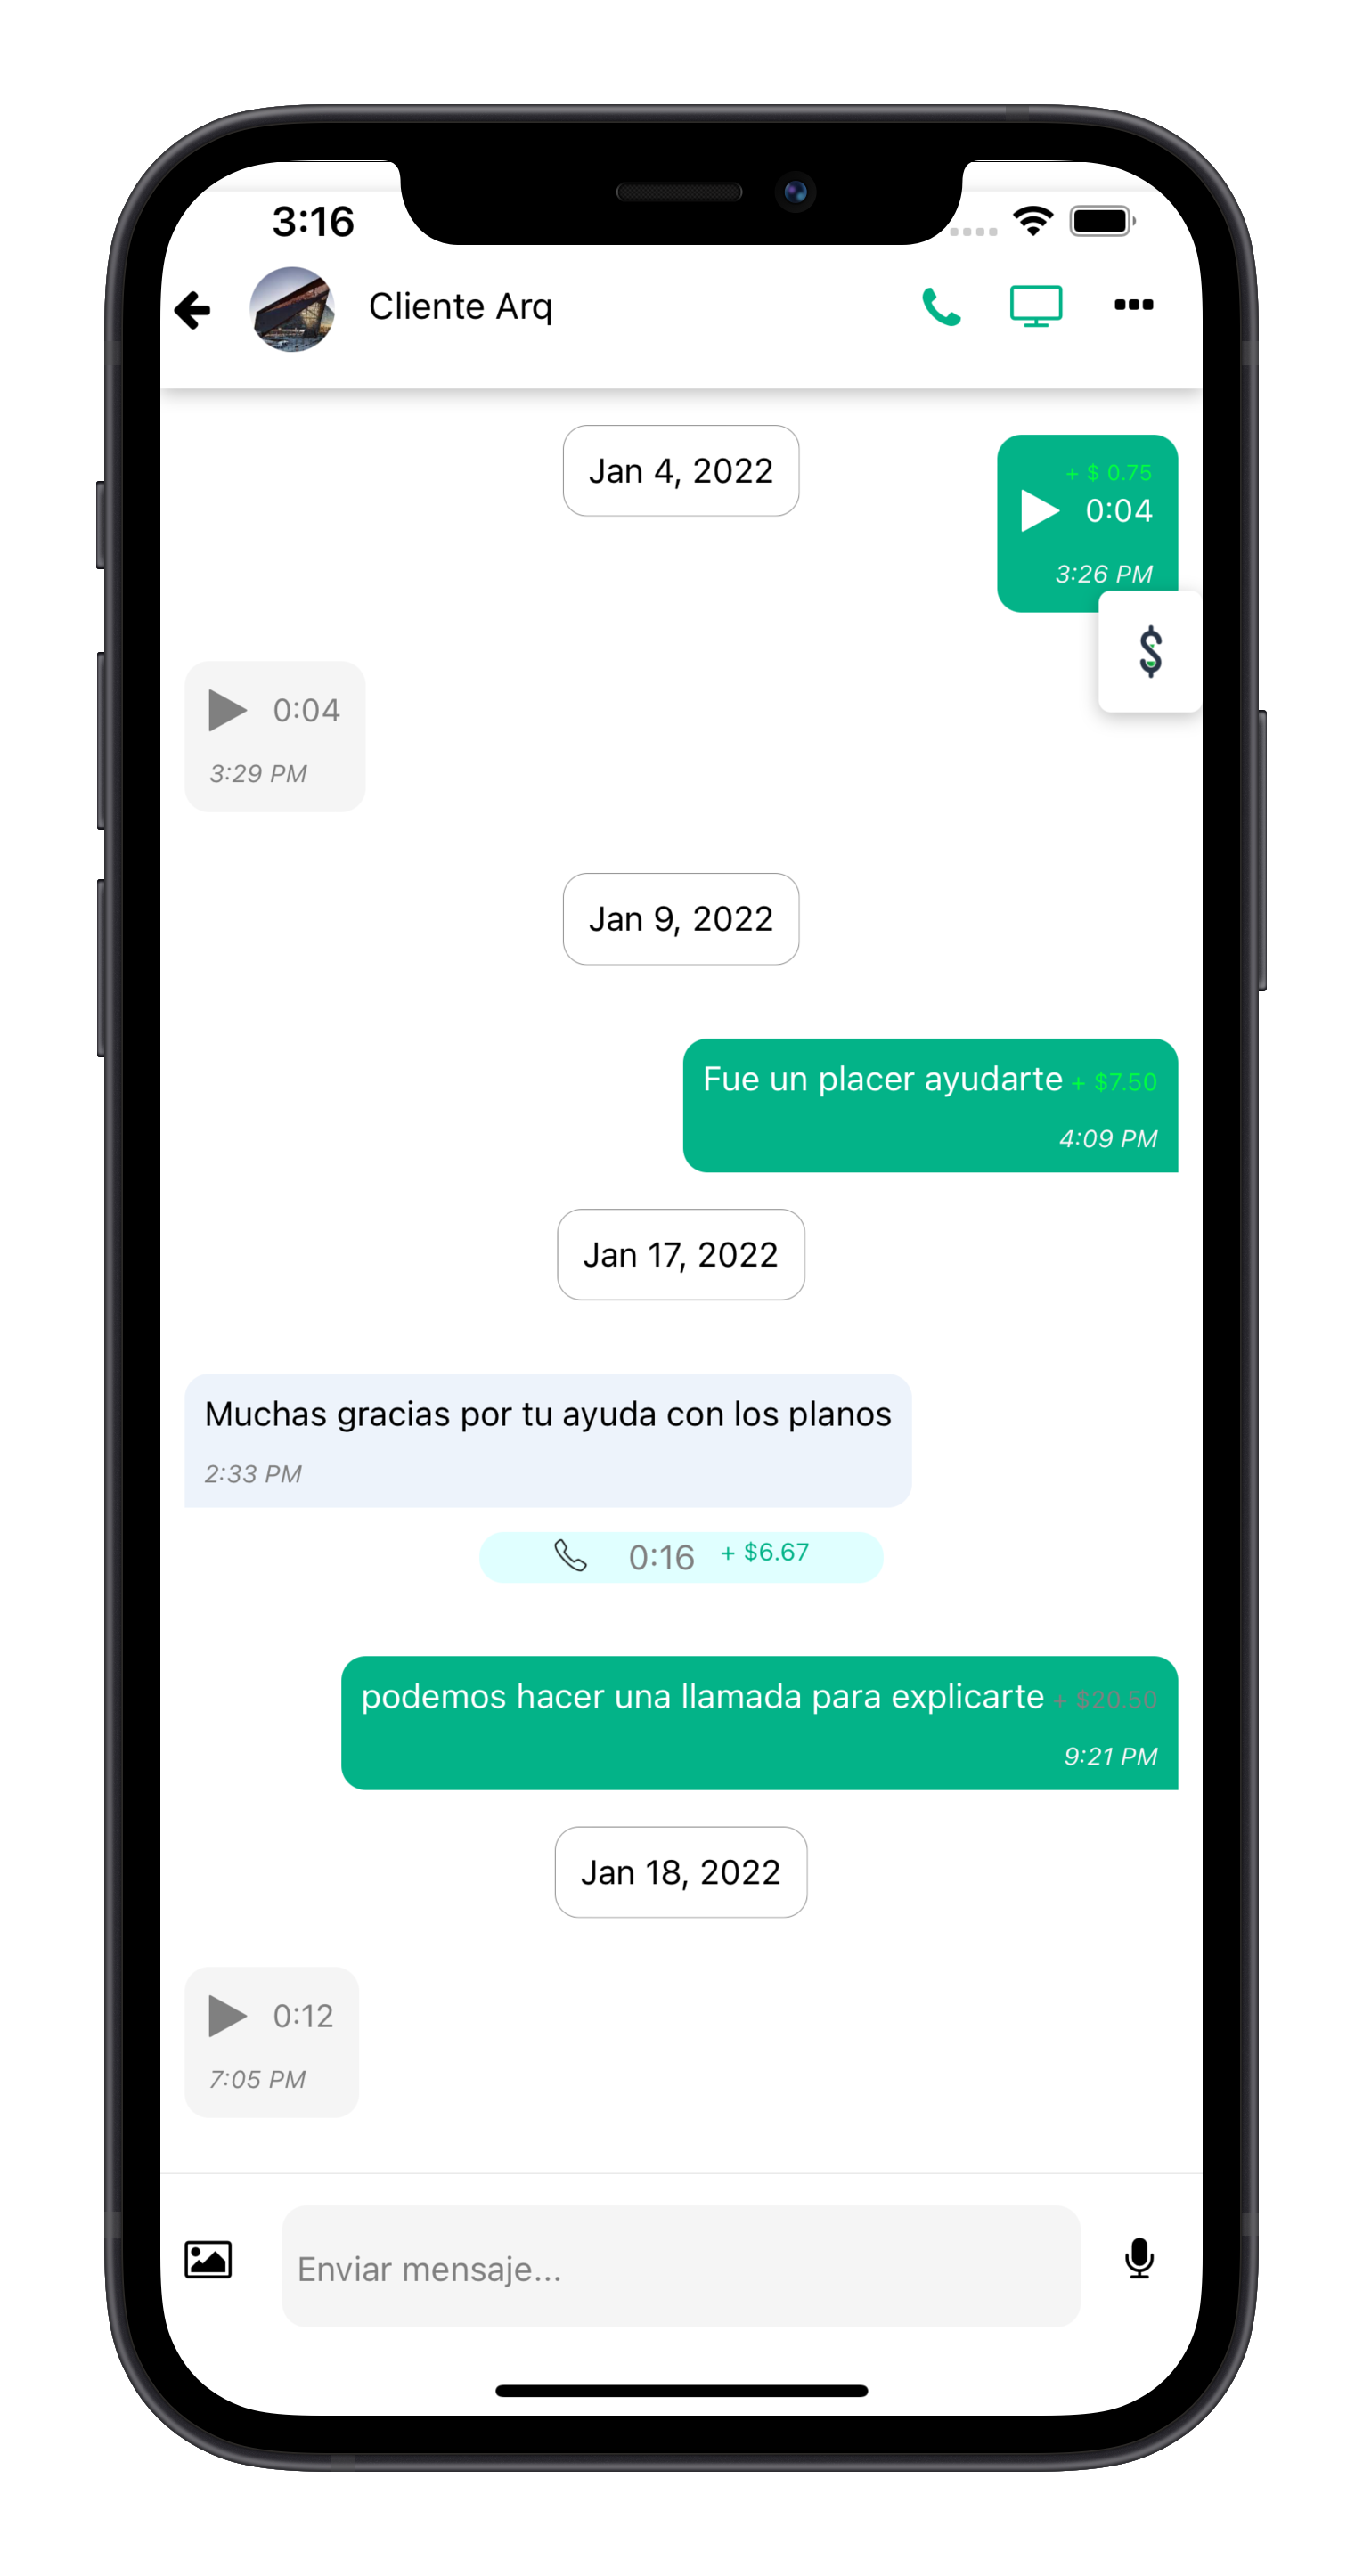 3:16
Cliente Arq
Jan 4, 2022
+ $ 0.75
0:04
3:26 PM
$
0:04
3:29 PM
Jan 9, 2022
Fue un placer ayudarte + $7.50
4:09 PM
Jan 17, 2022
Muchas gracias por tu ayuda con los planos
2:33 PM
0:16 + $6.67
podemos hacer una llamada para explicarte + $20.50
9:21 PM
Jan 18, 2022
0:12
7:05 PM
Enviar mensaje...